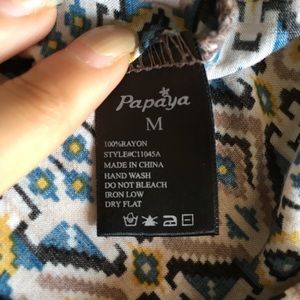 Papaya
M
100%RAYON
STYLE#C11045A
MADE IN CHINA
HAND WASH
DO NOT BLEACH
IRON LOW
DRY FLAT